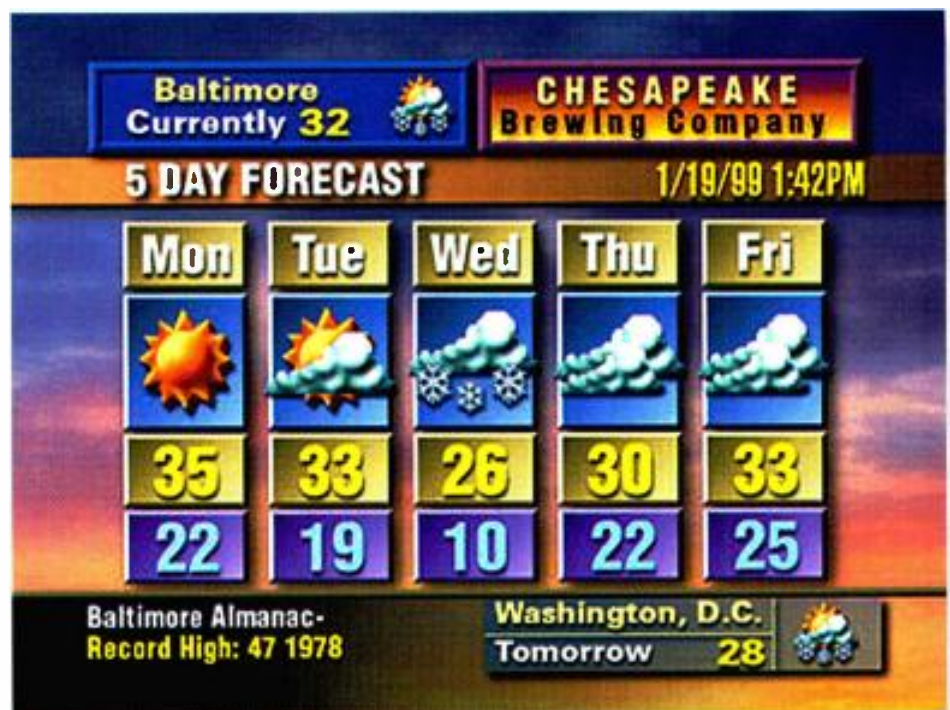 Baltimore
Currently 32
CHESAPEAKE
Brewing Company
5 DAY FORECAST 1/19/99 1:42PM
Mon Tue Wed Thu Fri
35 33 26 30 33
22 19 10 22 25
Baltimore Almanac-
Record High: 47 1978
Washington, D.C.
Tomorrow 28